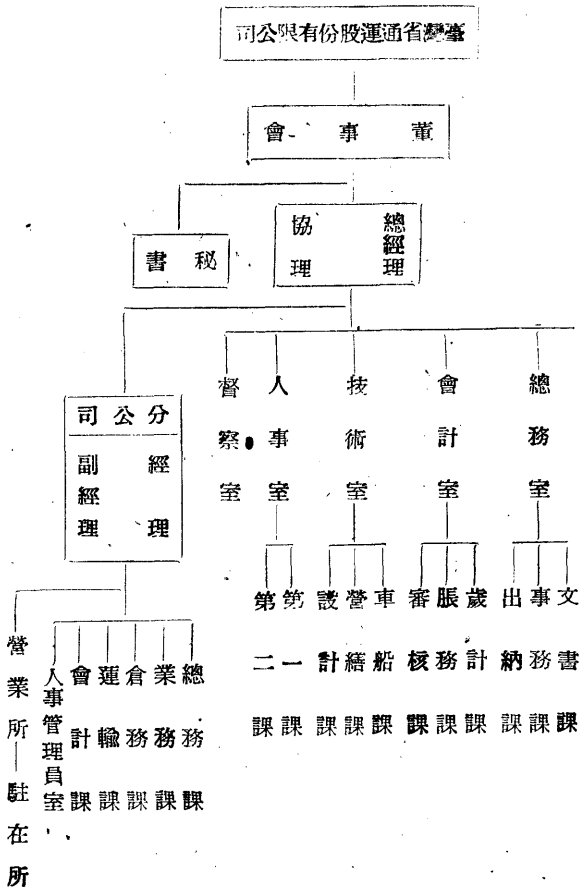 臺灣省通運股份有限公司
董事會
總經理
協理
秘書
總務室
會計室
技術室
人事室
督察室
文書課
事務課
出納課
歲計課
賬務課
審核課
車船課
營繕課
設計課
第一課
第二課
分公司
經理
副經理
總務課
業務課
倉務課
運輸課
會計課
人事管理員室
營業所—駐在所